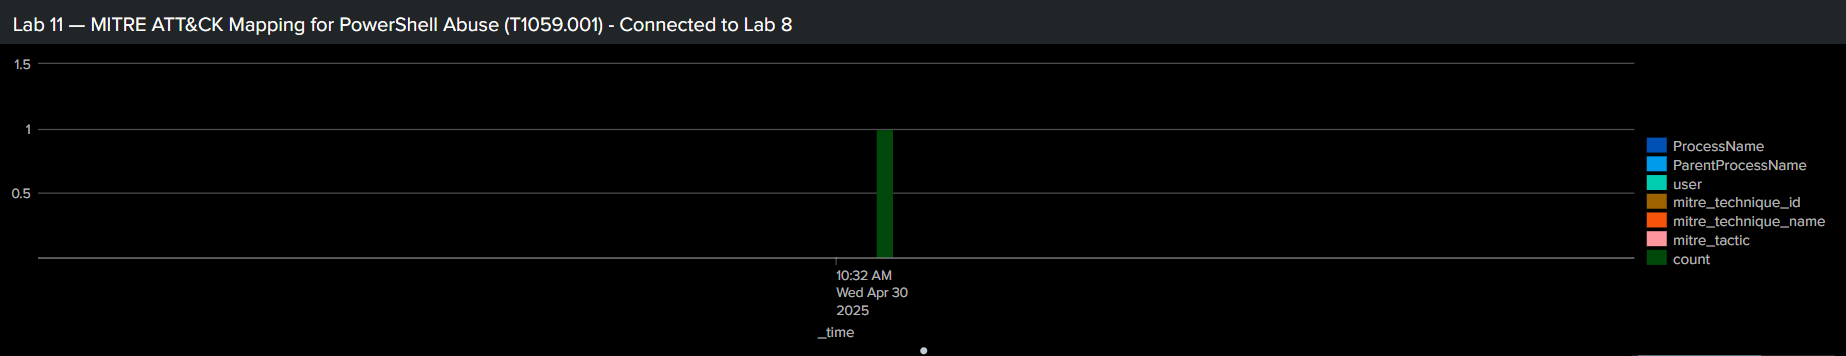 Lab 11 — MITRE ATT&CK Mapping for PowerShell Abuse (T1059.001) - Connected to Lab 8
1.5
1
0.5
10:32 AM
Wed Apr 30
2025
_time
ProcessName
ParentProcessName
user
mitre_technique_id
mitre_technique_name
mitre_tactic
count